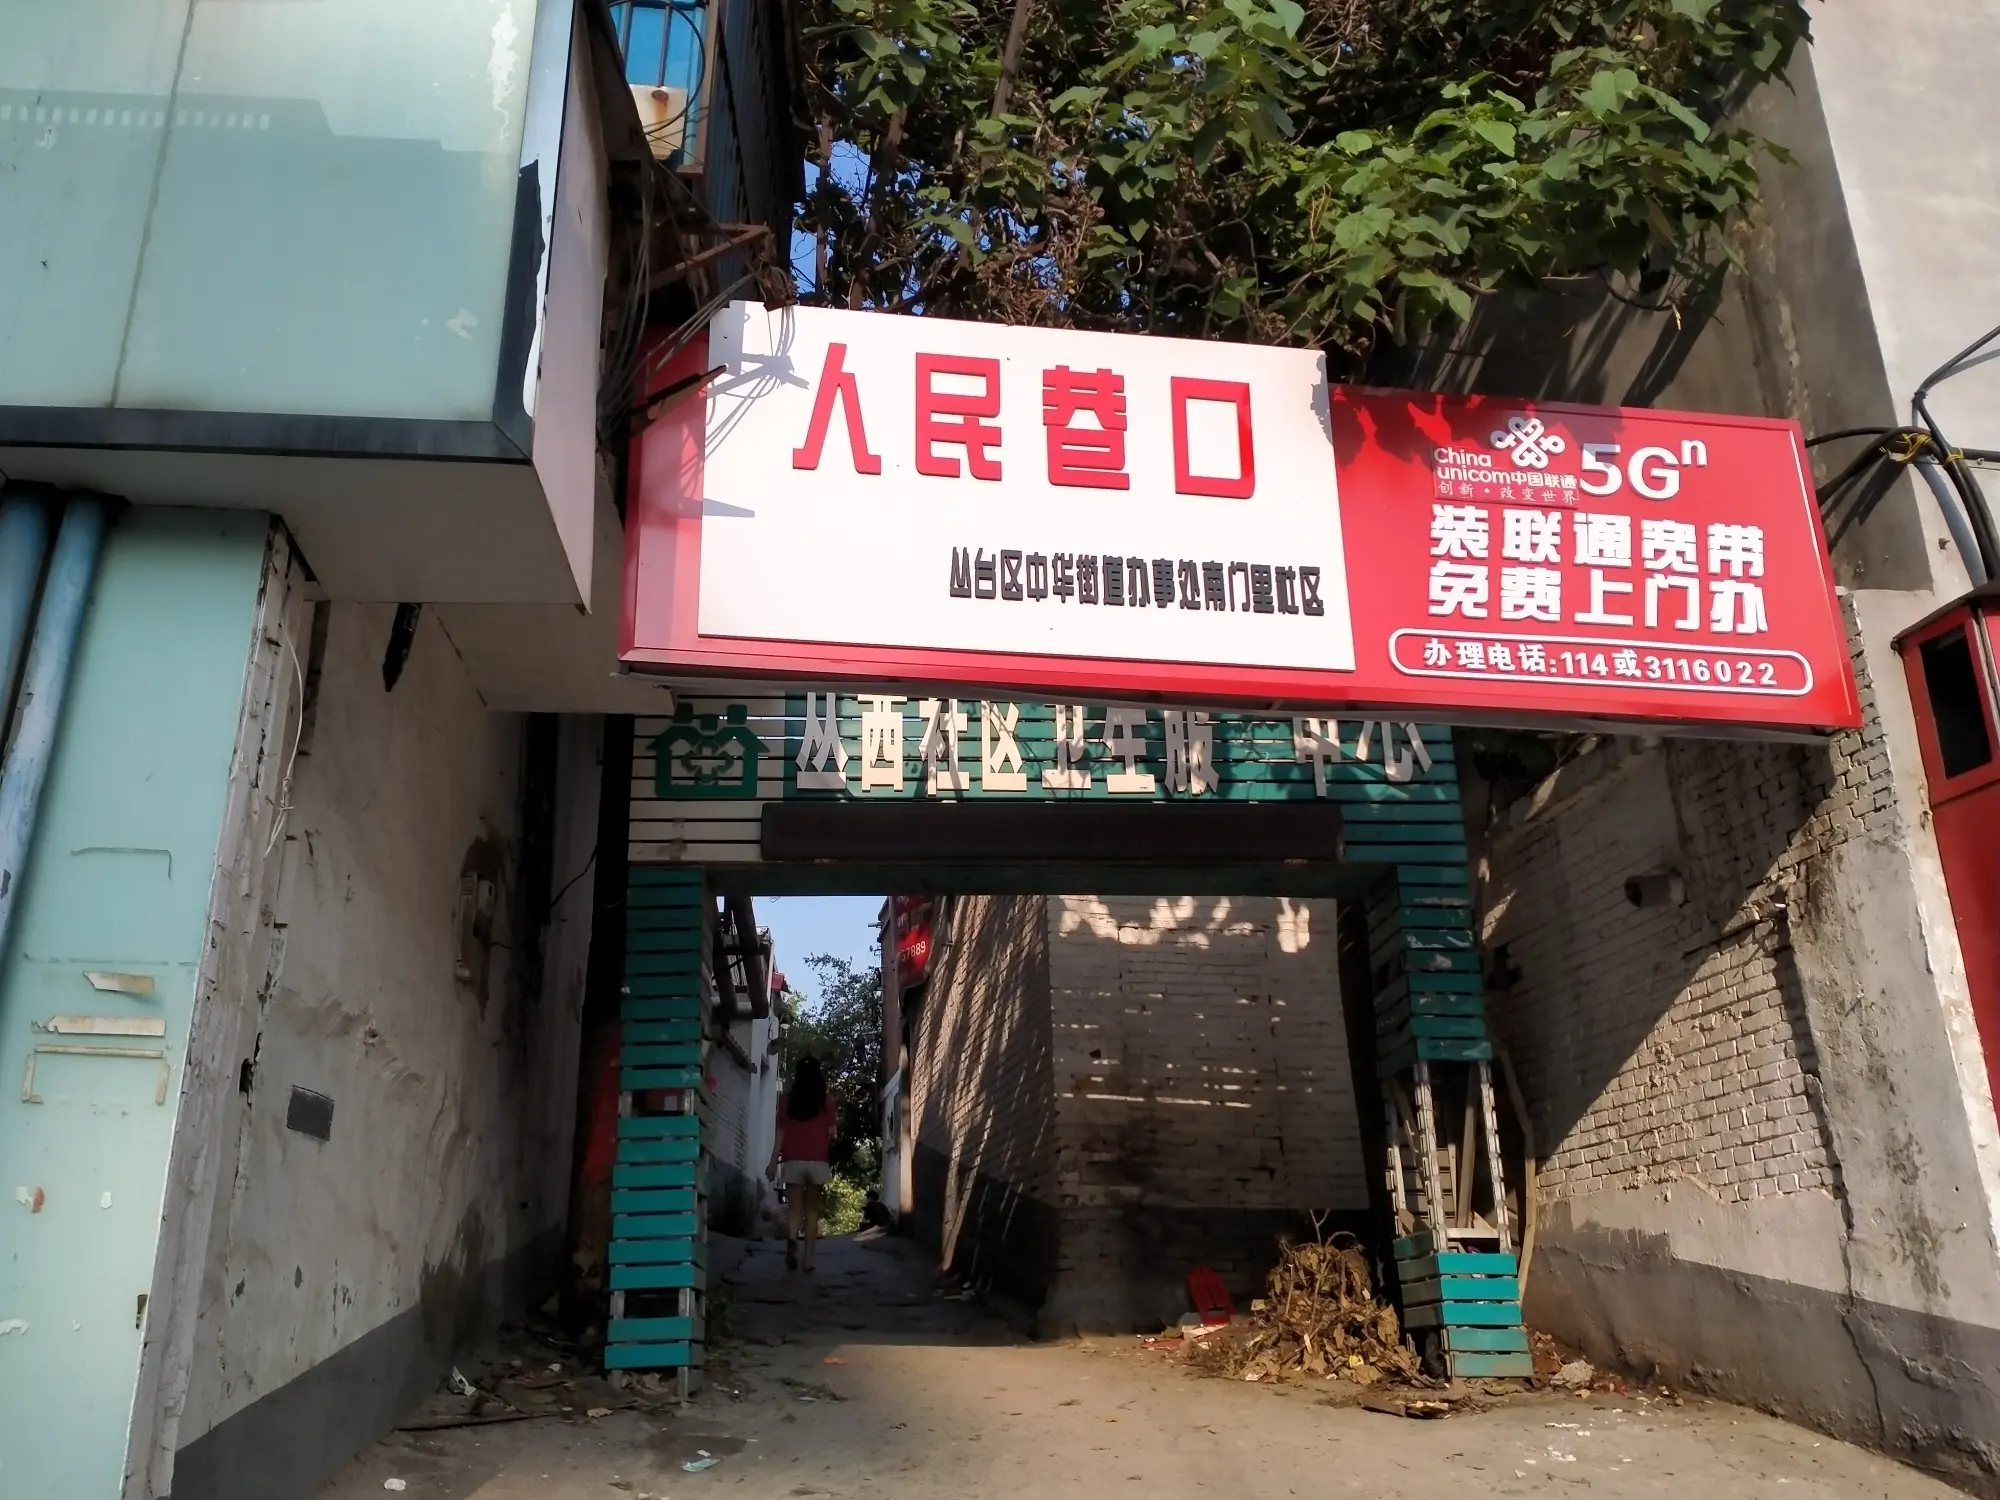 人民巷口
丛台区中华街道办事处南门里社区
China
unicom中国联通
创新·改变世界
5Gⁿ
装联通宽带
免费上门办
办理电话:114或3116022
丛西社区卫生服 中心
57889